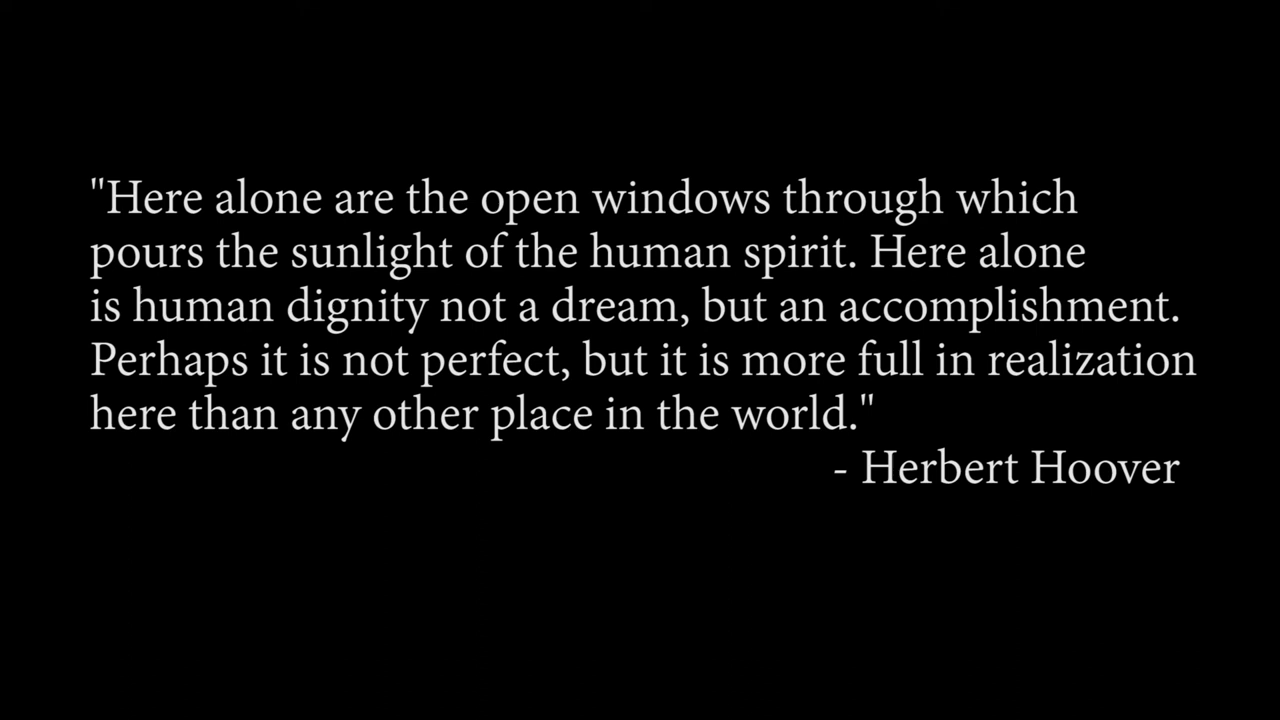 "Here alone are the open windows through which
pours the sunlight of the human spirit. Here alone
is human dignity not a dream, but an accomplishment.
Perhaps it is not perfect, but it is more full in realization
here than any other place in the world."
- Herbert Hoover